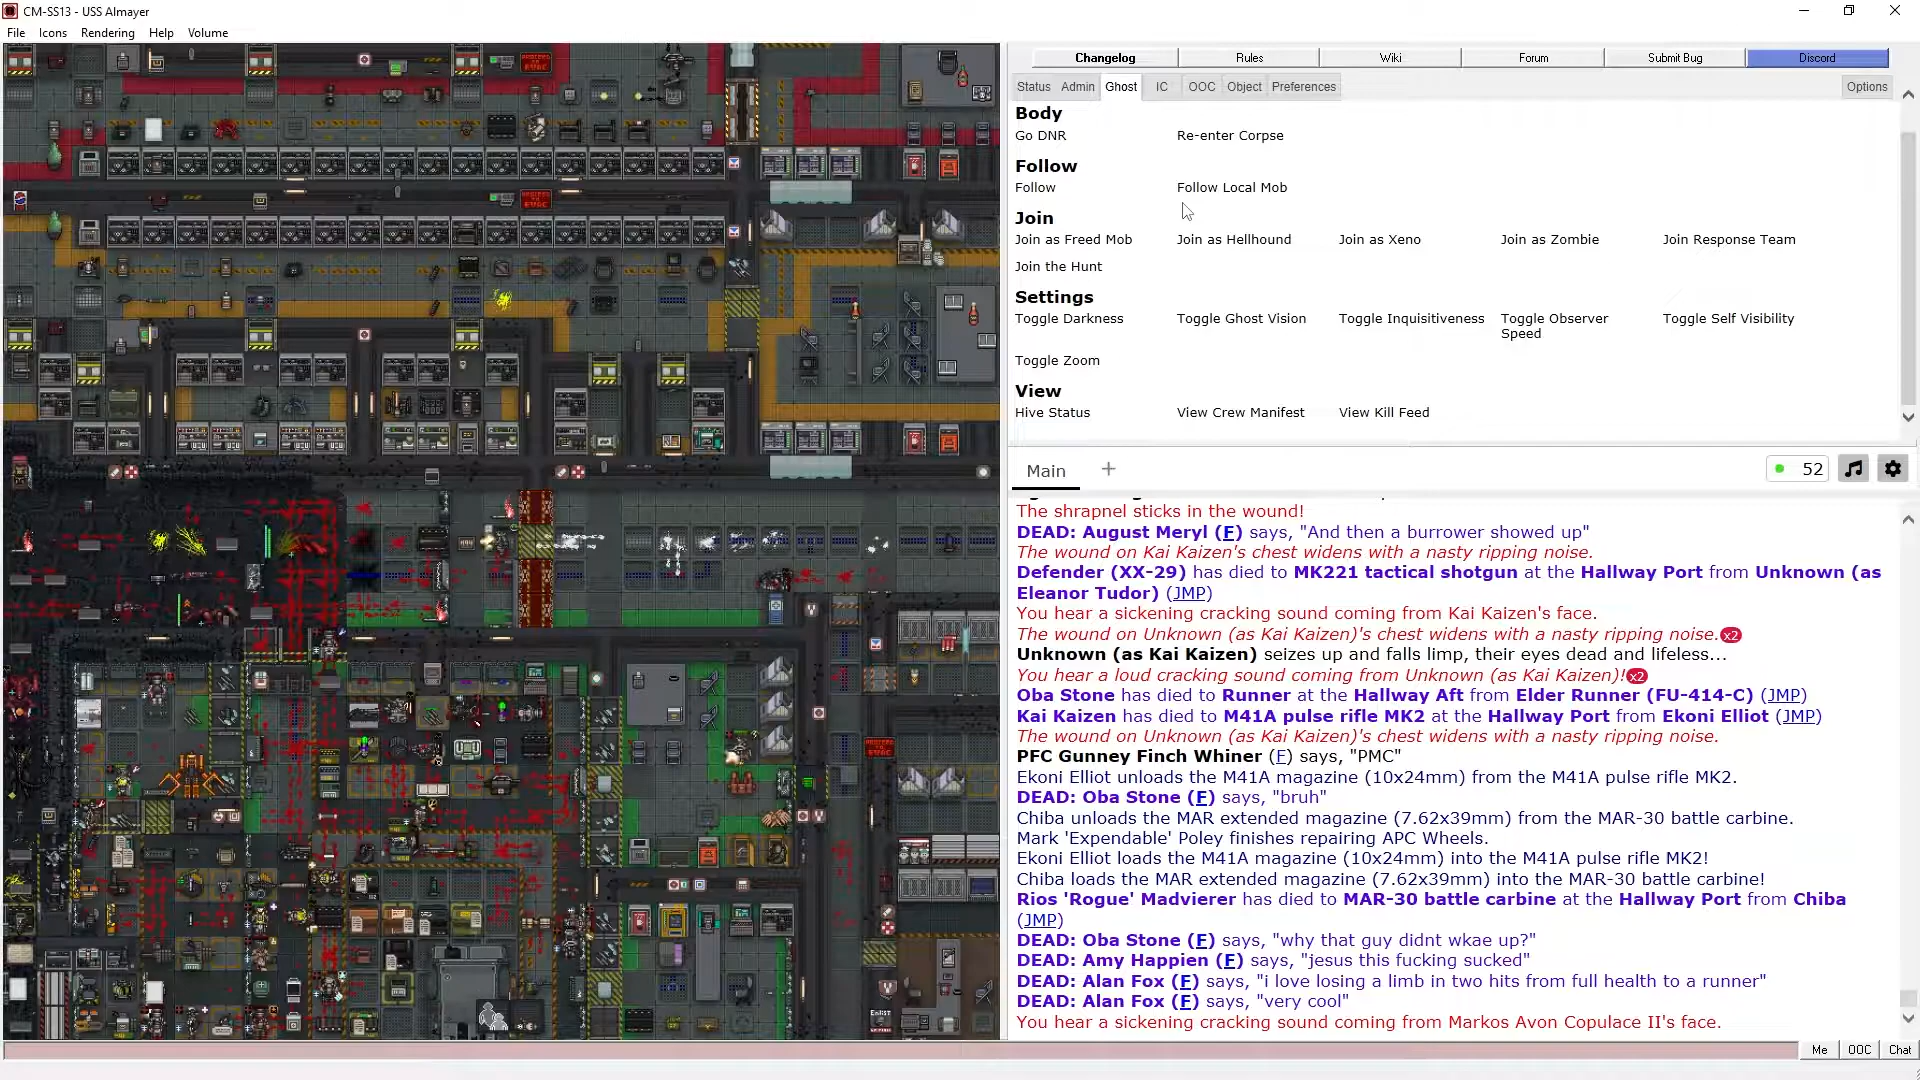 CM-SS13 - USS Almayer
File Icons Rendering Help Volume
Changelog Rules Wiki Forum Submit Bug Discord
Status Admin Ghost IC OOC Object Preferences Options
Body
Go DNR Re-enter Corpse
Follow
Follow Follow Local Mob
Join
Join as Freed Mob Join as Hellhound Join as Xeno Join as Zombie Join Response Team
Join the Hunt
Settings
Toggle Darkness Toggle Ghost Vision Toggle Inquisitiveness Toggle Observer Speed Toggle Self Visibility
Toggle Zoom
View
Hive Status View Crew Manifest View Kill Feed
Main + 52
The shrapnel sticks in the wound!
DEAD: August Meryl (F) says, "And then a burrower showed up"
The wound on Kai Kaizen's chest widens with a nasty ripping noise.
Defender (XX-29) has died to MK221 tactical shotgun at the Hallway Port from Unknown (as
Eleanor Tudor) (JMP)
You hear a sickening cracking sound coming from Kai Kaizen's face.
The wound on Unknown (as Kai Kaizen)'s chest widens with a nasty ripping noise. x2
Unknown (as Kai Kaizen) seizes up and falls limp, their eyes dead and lifeless...
You hear a loud cracking sound coming from Unknown (as Kai Kaizen)! x2
Oba Stone has died to Runner at the Hallway Aft from Elder Runner (FU-414-C) (JMP)
Kai Kaizen has died to M41A pulse rifle MK2 at the Hallway Port from Ekoni Elliot (JMP)
The wound on Unknown (as Kai Kaizen)'s chest widens with a nasty ripping noise.
PFC Gunney Finch Whiner (F) says, "PMC"
Ekoni Elliot unloads the M41A magazine (10x24mm) from the M41A pulse rifle MK2.
DEAD: Oba Stone (F) says, "bruh"
Chiba unloads the MAR extended magazine (7.62x39mm) from the MAR-30 battle carbine.
Mark 'Expendable' Poley finishes repairing APC Wheels.
Ekoni Elliot loads the M41A magazine (10x24mm) into the M41A pulse rifle MK2!
Chiba loads the MAR extended magazine (7.62x39mm) into the MAR-30 battle carbine!
Rios 'Rogue' Madvierer has died to MAR-30 battle carbine at the Hallway Port from Chiba
(JMP)
DEAD: Oba Stone (F) says, "why that guy didnt wkae up?"
DEAD: Amy Happien (F) says, "jesus this fucking sucked"
DEAD: Alan Fox (F) says, "i love losing a limb in two hits from full health to a runner"
DEAD: Alan Fox (F) says, "very cool"
You hear a sickening cracking sound coming from Markos Avon Copulace II's face.
Me OOC Chat